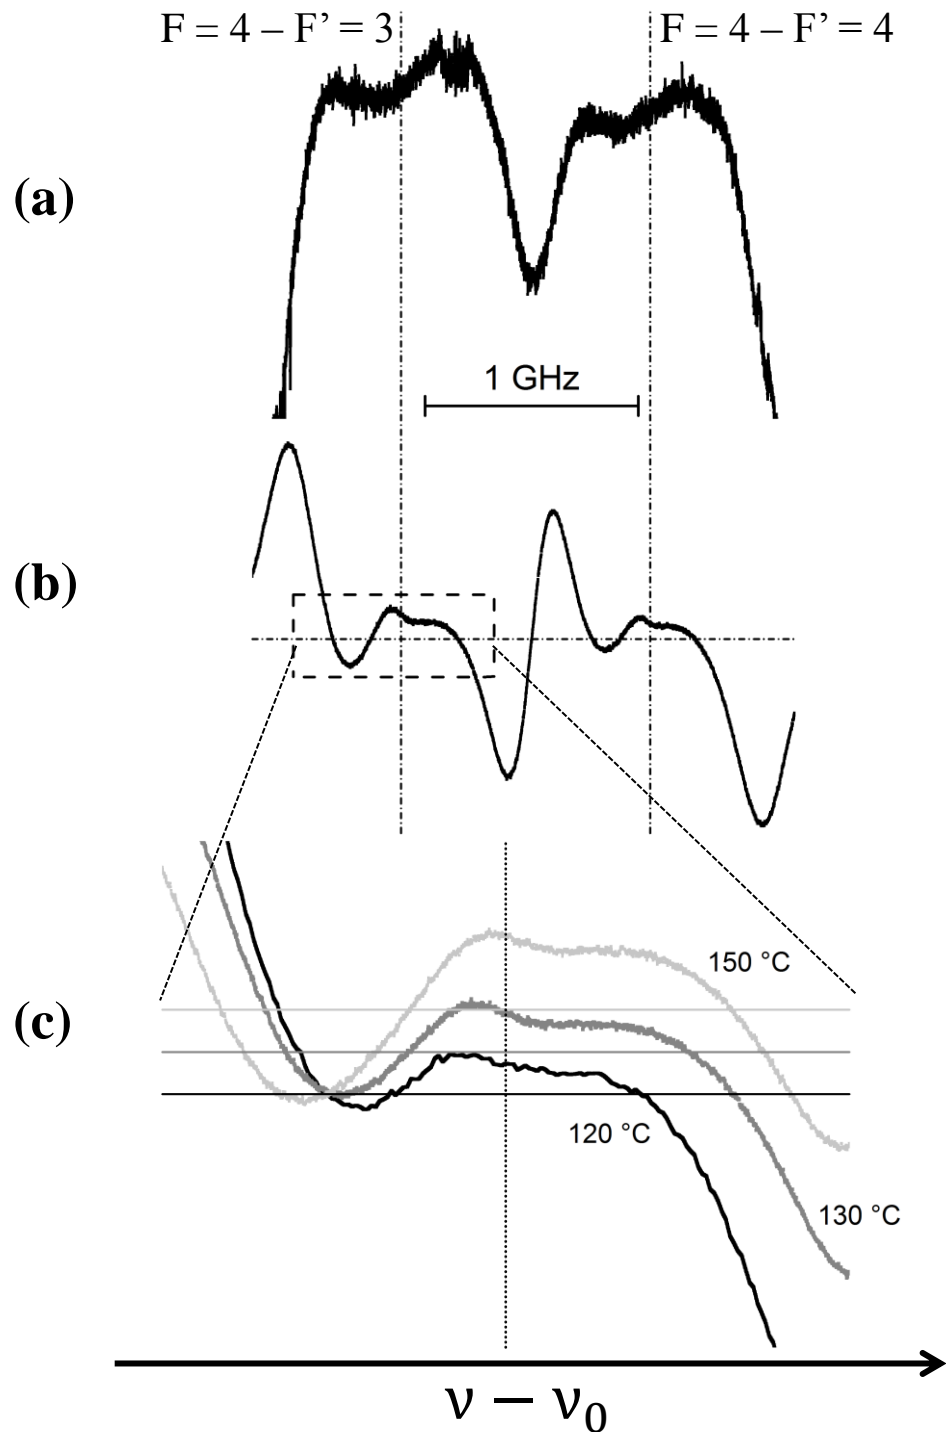 F = 4 – F’ = 3
F = 4 – F’ = 4
(a)
1 GHz
(b)
(c)
150 °C
120 °C
130 °C
ν – ν₀